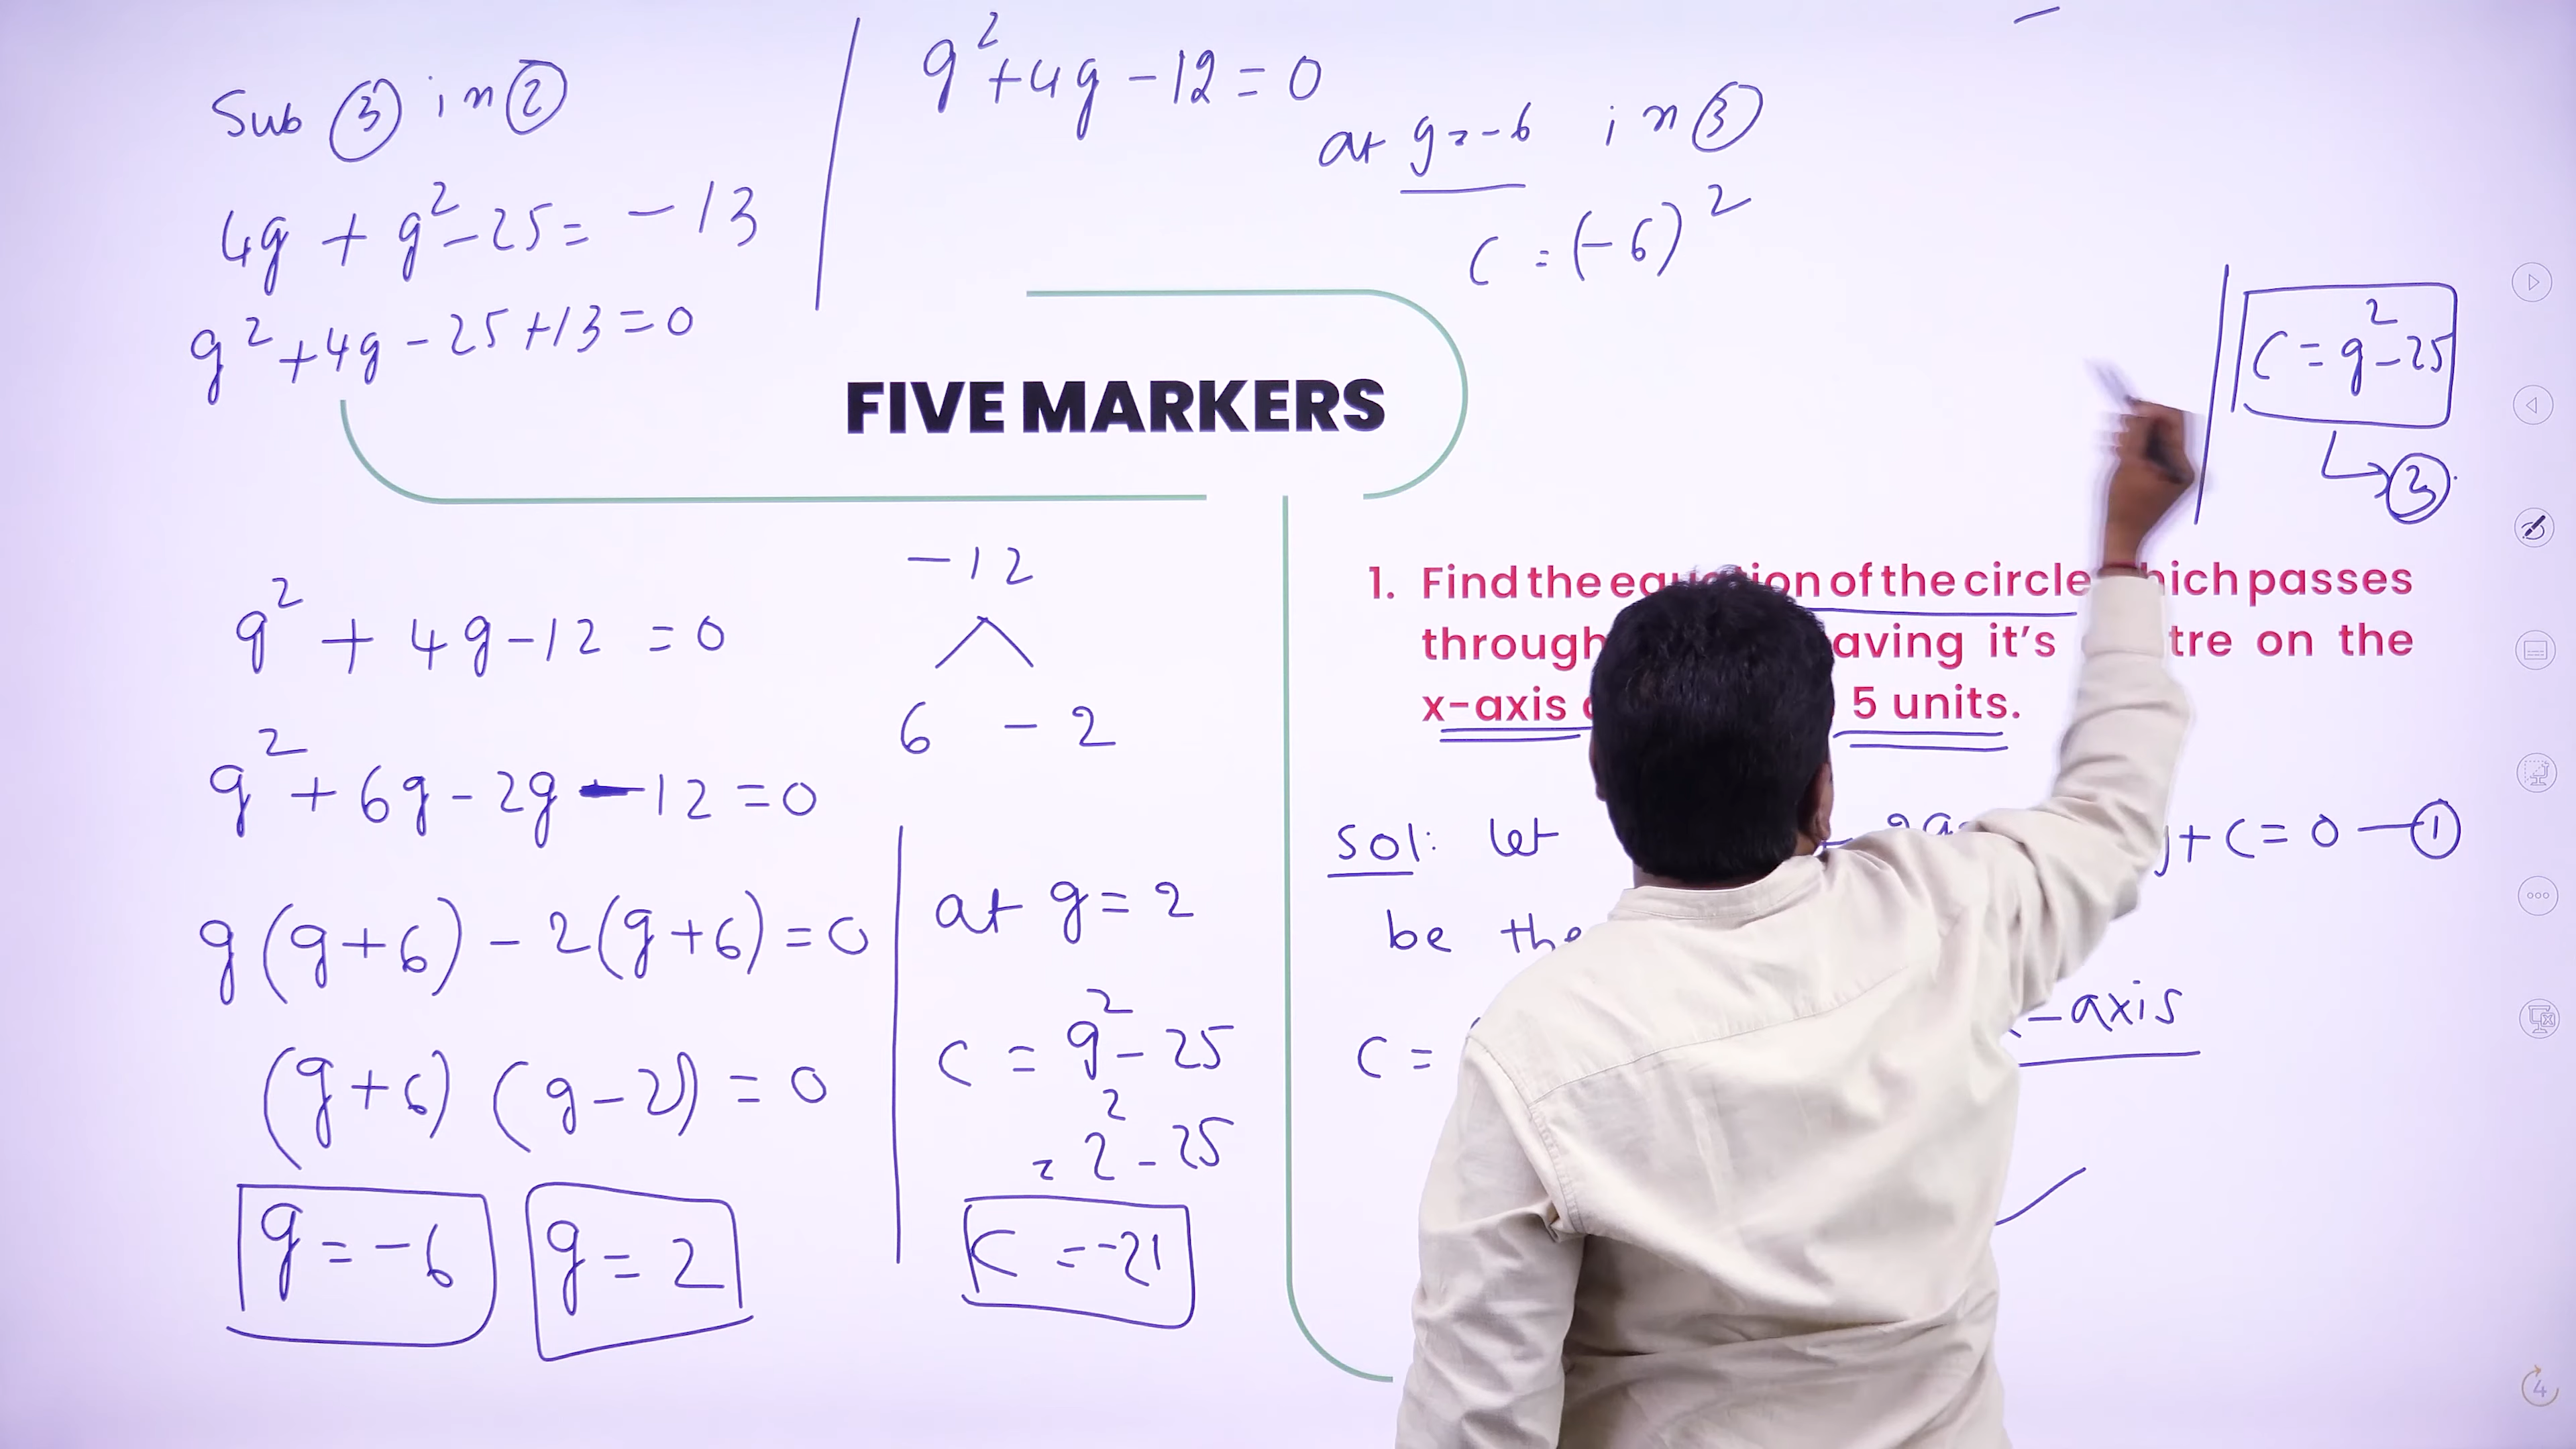 Sub ③ in ②
4g + g² - 25 = -13
g² + 4g - 25 + 13 = 0
g² + 4g - 12 = 0
at g = -6 in ③
C = (-6)²
C = g² - 25
③
FIVE MARKERS
g² + 4g - 12 = 0
-12
6 - 2
g² + 6g - 2g - 12 = 0
g(g+6) - 2(g+6) = 0
(g+6) (g-2) = 0
g = -6 g = 2
at g = 2
C = g² - 25
= 2² - 25
C = -21
1. Find the equation of the circle which passes
through aving it's on the
x-axis 5 units.
Sol: let + C = 0 — ①
be the
C = -axis
4